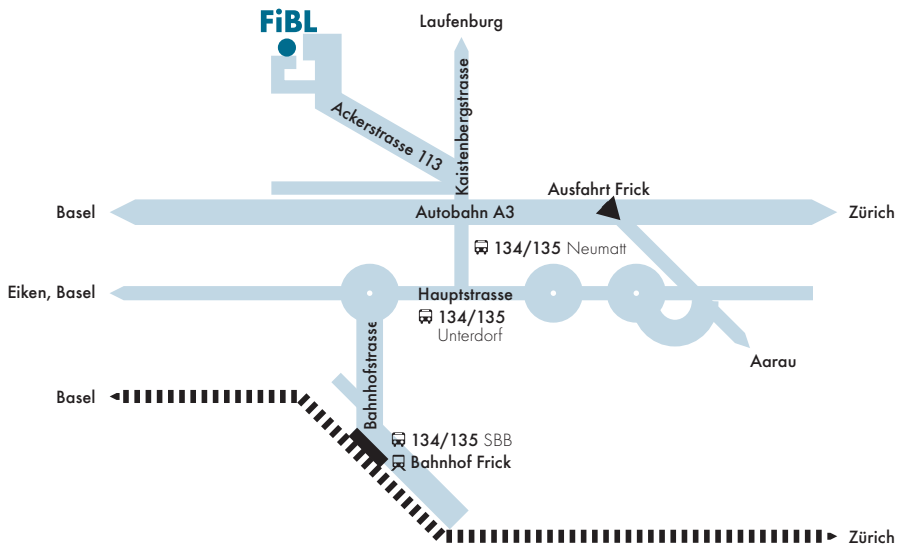 FiBL
Laufenburg
Ackerstrasse 113
Kaistenbergstrasse
Ausfahrt Frick
Basel
Autobahn A3
Zürich
134/135 Neumatt
Eiken, Basel
Hauptstrasse
134/135
Unterdorf
Aarau
Bahnhofstrasse
Basel
134/135 SBB
Bahnhof Frick
Zürich